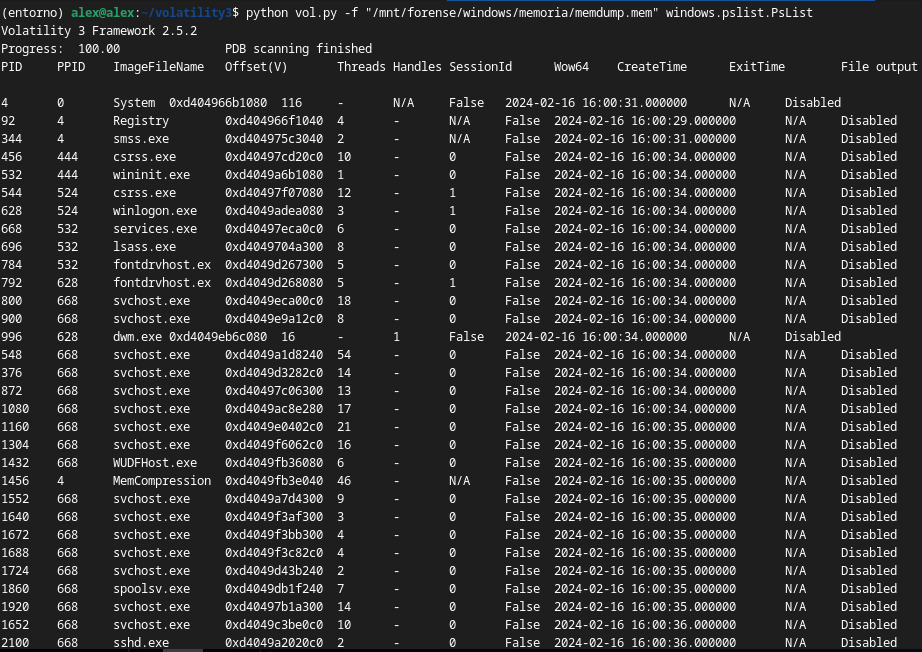 (entorno) alex@alex:~/volatility3$ python vol.py -f "/mnt/forense/windows/memoria/memdump.mem" windows.pslist.PsList
Volatility 3 Framework 2.5.2
Progress:  100.00               PDB scanning finished
PID     PPID    ImageFileName   Offset(V)       Threads Handles SessionId       Wow64   CreateTime      ExitTime        File output
4       0       System  0xd404966b1080  116     -       N/A     False   2024-02-16 16:00:31.000000      N/A     Disabled
92      4       Registry        0xd404966f1040  4       -       N/A     False   2024-02-16 16:00:29.000000      N/A     Disabled
344     4       smss.exe        0xd404975c3040  2       -       N/A     False   2024-02-16 16:00:31.000000      N/A     Disabled
456     444     csrss.exe       0xd40497cd20c0  10      -       0       False   2024-02-16 16:00:34.000000      N/A     Disabled
532     444     wininit.exe     0xd4049a6b1080  1       -       0       False   2024-02-16 16:00:34.000000      N/A     Disabled
544     524     csrss.exe       0xd40497f07080  12      -       1       False   2024-02-16 16:00:34.000000      N/A     Disabled
628     524     winlogon.exe    0xd4049adea080  3       -       1       False   2024-02-16 16:00:34.000000      N/A     Disabled
668     532     services.exe    0xd40497eca0c0  6       -       0       False   2024-02-16 16:00:34.000000      N/A     Disabled
696     532     lsass.exe       0xd4049704a300  8       -       0       False   2024-02-16 16:00:34.000000      N/A     Disabled
784     532     fontdrvhost.ex  0xd4049d267300  5       -       0       False   2024-02-16 16:00:34.000000      N/A     Disabled
792     628     fontdrvhost.ex  0xd4049d268080  5       -       1       False   2024-02-16 16:00:34.000000      N/A     Disabled
800     668     svchost.exe     0xd4049eca00c0  18      -       0       False   2024-02-16 16:00:34.000000      N/A     Disabled
900     668     svchost.exe     0xd4049e9a12c0  8       -       0       False   2024-02-16 16:00:34.000000      N/A     Disabled
996     628     dwm.exe 0xd4049eb6c080  16      -       1       False   2024-02-16 16:00:34.000000      N/A     Disabled
548     668     svchost.exe     0xd4049a1d8240  54      -       0       False   2024-02-16 16:00:34.000000      N/A     Disabled
376     668     svchost.exe     0xd4049d3282c0  14      -       0       False   2024-02-16 16:00:34.000000      N/A     Disabled
872     668     svchost.exe     0xd40497c06300  13      -       0       False   2024-02-16 16:00:34.000000      N/A     Disabled
1080    668     svchost.exe     0xd4049ac8e280  17      -       0       False   2024-02-16 16:00:34.000000      N/A     Disabled
1160    668     svchost.exe     0xd4049e0402c0  21      -       0       False   2024-02-16 16:00:35.000000      N/A     Disabled
1304    668     svchost.exe     0xd4049f6062c0  16      -       0       False   2024-02-16 16:00:35.000000      N/A     Disabled
1432    668     WUDFHost.exe    0xd4049fb36080  6       -       0       False   2024-02-16 16:00:35.000000      N/A     Disabled
1456    4       MemCompression  0xd4049fb3e040  46      -       N/A     False   2024-02-16 16:00:35.000000      N/A     Disabled
1552    668     svchost.exe     0xd4049a7d4300  9       -       0       False   2024-02-16 16:00:35.000000      N/A     Disabled
1640    668     svchost.exe     0xd4049f3af300  3       -       0       False   2024-02-16 16:00:35.000000      N/A     Disabled
1672    668     svchost.exe     0xd4049f3bb300  4       -       0       False   2024-02-16 16:00:35.000000      N/A     Disabled
1688    668     svchost.exe     0xd4049f3c82c0  4       -       0       False   2024-02-16 16:00:35.000000      N/A     Disabled
1724    668     svchost.exe     0xd4049d43b240  2       -       0       False   2024-02-16 16:00:35.000000      N/A     Disabled
1860    668     spoolsv.exe     0xd4049db1f240  7       -       0       False   2024-02-16 16:00:35.000000      N/A     Disabled
1920    668     svchost.exe     0xd40497b1a300  14      -       0       False   2024-02-16 16:00:35.000000      N/A     Disabled
1652    668     svchost.exe     0xd4049c3be0c0  10      -       0       False   2024-02-16 16:00:36.000000      N/A     Disabled
2100    668     sshd.exe        0xd4049a2020c0  2       -       0       False   2024-02-16 16:00:36.000000      N/A     Disabled